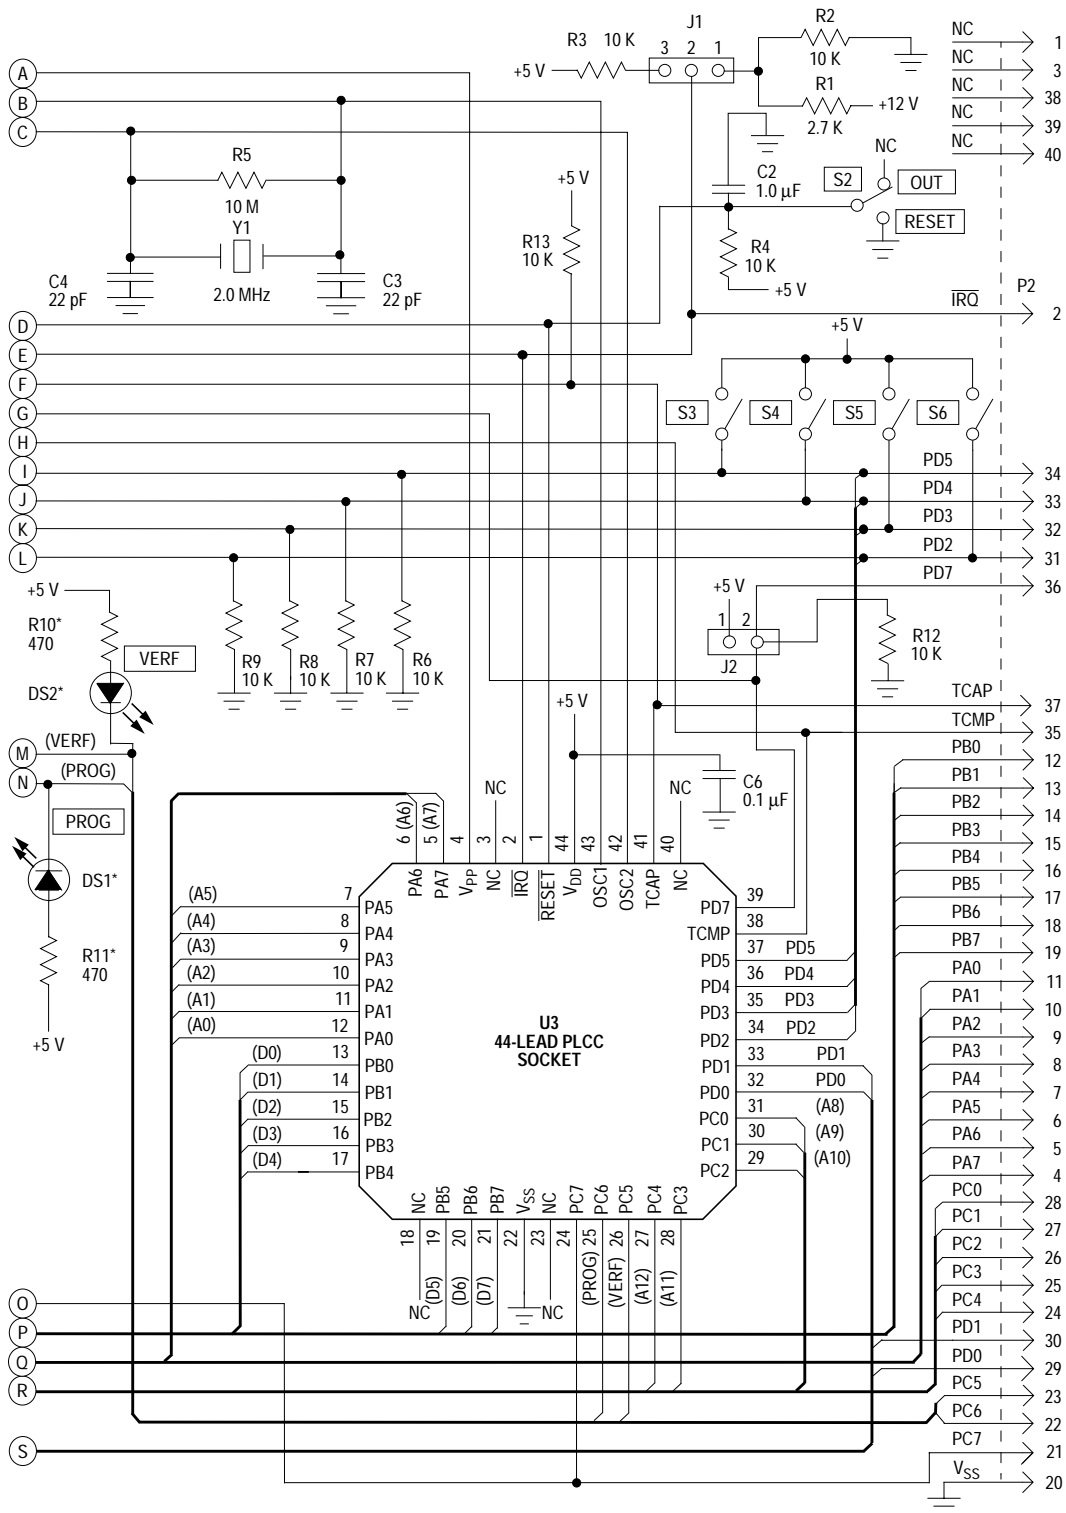 J1
R3 10 K
3 2 1
+5 V
R2
10 K
R1
2.7 K
+12 V
NC 1
NC 3
NC 38
NC 39
NC 40
A
B
C
R5
10 M
Y1
2.0 MHz
C4
22 pF
C3
22 pF
+5 V
R13
10 K
C2
1.0 µF
R4
10 K
+5 V
NC
S2
OUT
RESET
IRQ
P2
2
D
E
F
G
H
I
J
K
L
+5 V
S3
S4
S5
S6
PD5 34
PD4 33
PD3 32
PD2 31
PD7 36
+5 V
R10*
470
VERF
DS2*
R9
10 K
R8
10 K
R7
10 K
R6
10 K
+5 V
1 2
J2
R12
10 K
+5 V
TCAP 37
TCMP 35
M
(VERF)
N
(PROG)
PROG
DS1*
R11*
470
+5 V
C6
0.1 µF
NC
NC
6 (A6)
5 (A7)
4
3
2
1
44
43
42
41
40
PA6
PA7
VPP
NC
IRQ
RESET
VDD
OSC1
OSC2
TCAP
NC
(A5) 7 PA5
(A4) 8 PA4
(A3) 9 PA3
(A2) 10 PA2
(A1) 11 PA1
(A0) 12 PA0
(D0) 13 PB0
(D1) 14 PB1
(D2) 15 PB2
(D3) 16 PB3
(D4) 17 PB4
U3
44-LEAD PLCC
SOCKET
PD7 39
TCMP 38
PD5 37 PD5
PD4 36 PD4
PD3 35 PD3
PD2 34 PD2
PD1 33 PD1
PD0 32 PD0
PC0 31 (A8)
PC1 30 (A9)
PC2 29 (A10)
NC
PB5
PB6
PB7
VSS
NC
PC7
PC6
PC5
PC4
PC3
18
19
20
21
22
23
24
25
26
27
28
NC
(D5)
(D6)
(D7)
NC
(PROG)
(VERF)
(A12)
(A11)
PB0 12
PB1 13
PB2 14
PB3 15
PB4 16
PB5 17
PB6 18
PB7 19
PA0 11
PA1 10
PA2 9
PA3 8
PA4 7
PA5 6
PA6 5
PA7 4
PC0 28
PC1 27
PC2 26
PC3 25
PC4 24
PD1 30
PD0 29
PC5 23
PC6 22
PC7 21
VSS 20
O
P
Q
R
S